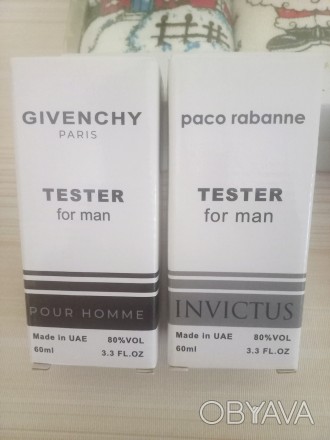 GIVENCHY
PARIS
TESTER
for man
POUR HOMME
Made in UAE 80%VOL
60ml 3.3 FL.OZ
paco rabanne
TESTER
for man
INVICTUS
Made in UAE 80%VOL
60ml 3.3 FL.OZ
OBYAVA